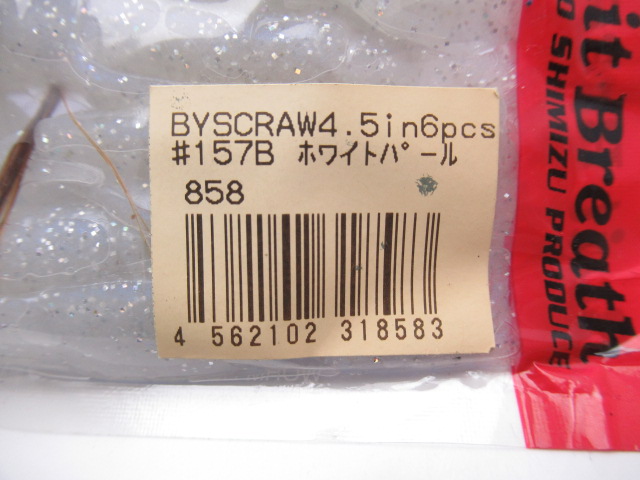 BYSCRAW4.5in6pcs
#157B ﾎﾜｲﾄﾊﾟｰﾙ
858
4 562102 318583
it Breath
O SHIMIZU PRODUCE